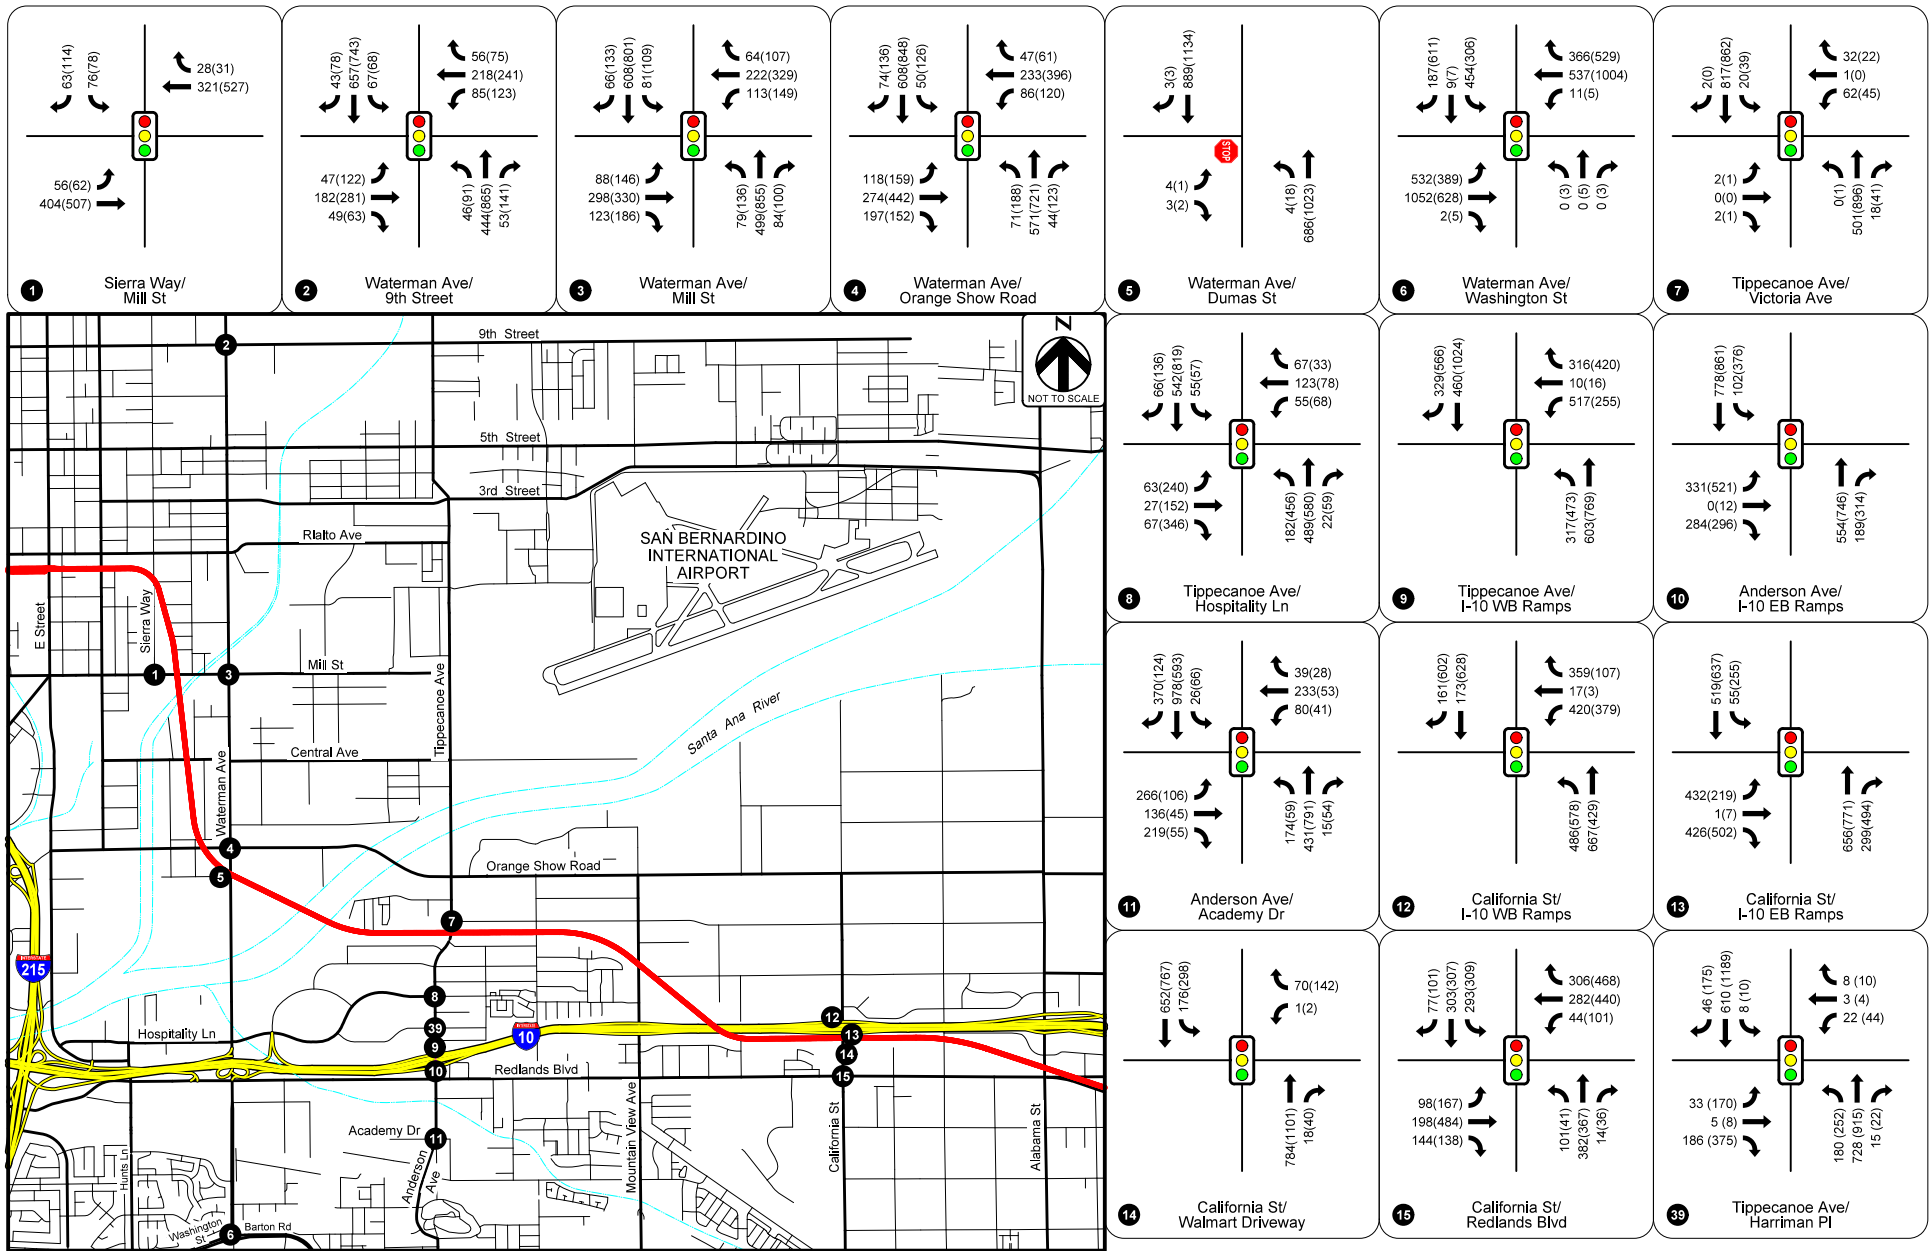 63(114)
76(78)
28(31)
321(527)
56(62)
404(507)
1
Sierra Way/
Mill St
43(78)
657(743)
67(68)
56(75)
218(241)
85(123)
47(122)
182(281)
49(63)
46(91)
444(865)
53(141)
2
Waterman Ave/
9th Street
66(133)
608(801)
81(109)
64(107)
222(329)
113(149)
88(146)
298(330)
123(186)
79(136)
499(855)
84(100)
3
Waterman Ave/
Mill St
74(136)
608(848)
50(126)
47(61)
233(396)
86(120)
118(159)
274(442)
197(152)
71(188)
571(721)
44(123)
4
Waterman Ave/
Orange Show Road
3(3)
889(1134)
STOP
4(1)
3(2)
4(18)
686(1023)
5
Waterman Ave/
Dumas St
187(611)
9(7)
454(306)
366(529)
537(1004)
11(5)
532(389)
1052(628)
2(5)
0 (3)
0 (5)
0 (3)
6
Waterman Ave/
Washington St
2(0)
817(862)
20(39)
32(22)
1(0)
62(45)
2(1)
0(0)
2(1)
0(1)
501(896)
18(41)
7
Tippecanoe Ave/
Victoria Ave
66(136)
542(819)
55(57)
67(33)
123(78)
55(68)
63(240)
27(152)
67(346)
182(456)
489(580)
22(59)
8
Tippecanoe Ave/
Hospitality Ln
329(566)
460(1024)
316(420)
10(16)
517(255)
317(473)
603(769)
9
Tippecanoe Ave/
I-10 WB Ramps
778(861)
102(376)
331(521)
0(12)
284(296)
554(746)
189(314)
10
Anderson Ave/
I-10 EB Ramps
370(124)
978(593)
26(66)
39(28)
233(53)
80(41)
266(106)
136(45)
219(55)
174(599)
431(791)
15(54)
11
Anderson Ave/
Academy Dr
161(602)
173(628)
359(107)
17(3)
420(379)
486(578)
667(429)
12
California St/
I-10 WB Ramps
519(637)
55(255)
432(219)
1(7)
426(502)
656(771)
299(494)
13
California St/
I-10 EB Ramps
652(767)
176(298)
70(142)
1(2)
784(1101)
18(40)
14
California St/
Walmart Driveway
77(101)
303(307)
293(309)
306(468)
282(440)
44(101)
98(167)
198(484)
144(138)
101(41)
382(367)
14(36)
15
California St/
Redlands Blvd
46 (175)
610 (1189)
8 (10)
8 (10)
3 (4)
22 (44)
33 (170)
5 (8)
186 (375)
180 (252)
728 (915)
15 (22)
39
Tippecanoe Ave/
Harriman Pl
N
NOT TO SCALE
2
9th Street
5th Street
3rd Street
Rialto Ave
SAN BERNARDINO
INTERNATIONAL
AIRPORT
E Street
Sierra Way
1
3
Mill St
Tippecanoe Ave
Santa Ana River
Central Ave
Waterman Ave
4
5
Orange Show Road
7
INTERSTATE
215
8
Hospitality Ln
39
9
10
INTERSTATE
10
12
13
14
15
Redlands Blvd
Academy Dr
11
Anderson
Ave
Mountain View Ave
California St
Alabama St
Hunts Ln
Washington
St
6
Barton Rd